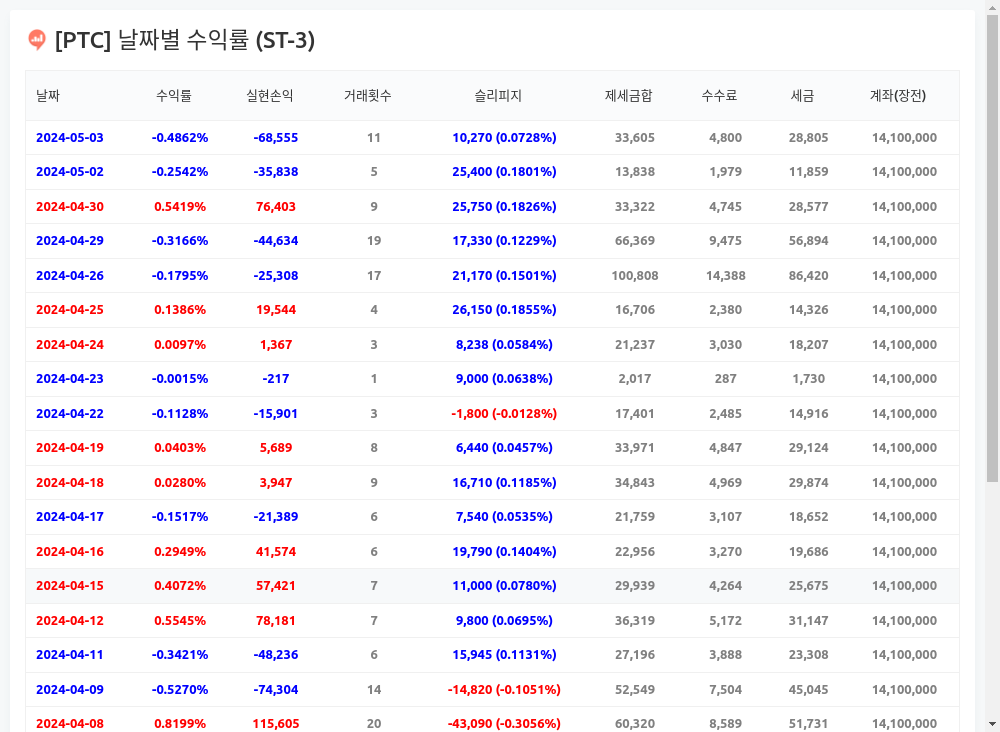 [PTC] 날짜별 수익률 (ST-3)
날짜 수익률 실현손익 거래횟수 슬리피지 제세금합 수수료 세금 계좌(장전)
2024-05-03 -0.4862% -68,555 11 10,270 (0.0728%) 33,605 4,800 28,805 14,100,000
2024-05-02 -0.2542% -35,838 5 25,400 (0.1801%) 13,838 1,979 11,859 14,100,000
2024-04-30 0.5419% 76,403 9 25,750 (0.1826%) 33,322 4,745 28,577 14,100,000
2024-04-29 -0.3166% -44,634 19 17,330 (0.1229%) 66,369 9,475 56,894 14,100,000
2024-04-26 -0.1795% -25,308 17 21,170 (0.1501%) 100,808 14,388 86,420 14,100,000
2024-04-25 0.1386% 19,544 4 26,150 (0.1855%) 16,706 2,380 14,326 14,100,000
2024-04-24 0.0097% 1,367 3 8,238 (0.0584%) 21,237 3,030 18,207 14,100,000
2024-04-23 -0.0015% -217 1 9,000 (0.0638%) 2,017 287 1,730 14,100,000
2024-04-22 -0.1128% -15,901 3 -1,800 (-0.0128%) 17,401 2,485 14,916 14,100,000
2024-04-19 0.0403% 5,689 8 6,440 (0.0457%) 33,971 4,847 29,124 14,100,000
2024-04-18 0.0280% 3,947 9 16,710 (0.1185%) 34,843 4,969 29,874 14,100,000
2024-04-17 -0.1517% -21,389 6 7,540 (0.0535%) 21,759 3,107 18,652 14,100,000
2024-04-16 0.2949% 41,574 6 19,790 (0.1404%) 22,956 3,270 19,686 14,100,000
2024-04-15 0.4072% 57,421 7 11,000 (0.0780%) 29,939 4,264 25,675 14,100,000
2024-04-12 0.5545% 78,181 7 9,800 (0.0695%) 36,319 5,172 31,147 14,100,000
2024-04-11 -0.3421% -48,236 6 15,945 (0.1131%) 27,196 3,888 23,308 14,100,000
2024-04-09 -0.5270% -74,304 14 -14,820 (-0.1051%) 52,549 7,504 45,045 14,100,000
2024-04-08 0.8199% 115,605 20 -43,090 (-0.3056%) 60,320 8,589 51,731 14,100,000